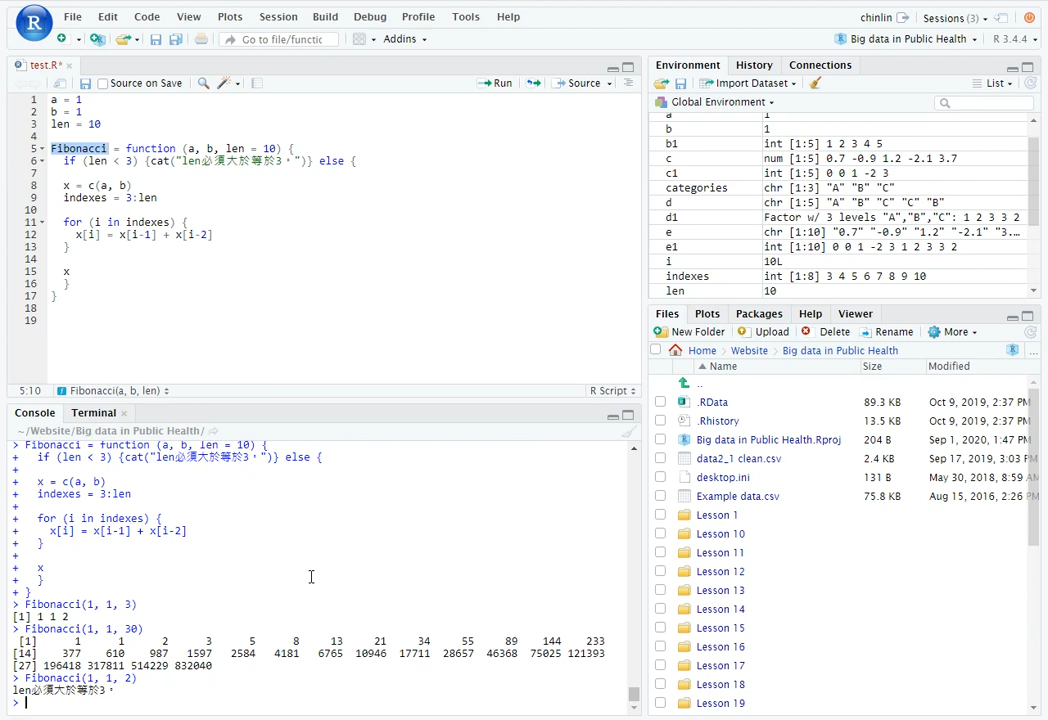 File Edit Code View Plots Session Build Debug Profile Tools Help
chinlin Sessions (3)
Go to file/functic Addins
Big data in Public Health R 3.4.4
test.R*
Source on Save Run Source
1 a = 1
2 b = 1
3 len = 10
4
5 Fibonacci = function (a, b, len = 10) {
6 if (len < 3) {cat("len必須大於等於3。")} else {
7
8 x = c(a, b)
9 indexes = 3:len
10
11 for (i in indexes) {
12 x[i] = x[i-1] + x[i-2]
13 }
14
15 x
16 }
17 }
18
19
5:10 Fibonacci(a, b, len) R Script
Console Terminal
~/Website/Big data in Public Health/
> Fibonacci = function (a, b, len = 10) {
+ if (len < 3) {cat("len必須大於等於3。")} else {
+
+ x = c(a, b)
+ indexes = 3:len
+
+ for (i in indexes) {
+ x[i] = x[i-1] + x[i-2]
+ }
+
+ x
+ }
+ }
> Fibonacci(1, 1, 3)
[1] 1 1 2
> Fibonacci(1, 1, 30)
[1] 1 1 2 3 5 8 13 21 34 55 89 144 233
[14] 377 610 987 1597 2584 4181 6765 10946 17711 28657 46368 75025 121393
[27] 196418 317811 514229 832040
> Fibonacci(1, 1, 2)
len必須大於等於3。
>
Environment History Connections
Import Dataset List
Global Environment
a 1
b 1
b1 int [1:5] 1 2 3 4 5
c num [1:5] 0.7 -0.9 1.2 -2.1 3.7
c1 int [1:5] 0 0 1 -2 3
categories chr [1:3] "A" "B" "C"
d chr [1:5] "A" "B" "C" "C" "B"
d1 Factor w/ 3 levels "A","B","C": 1 2 3 3 2
e chr [1:10] "0.7" "-0.9" "1.2" "-2.1" "3.…
e1 int [1:10] 0 0 1 -2 3 1 2 3 3 2
i 10L
indexes int [1:8] 3 4 5 6 7 8 9 10
len 10
Files Plots Packages Help Viewer
New Folder Upload Delete Rename More
Home Website Big data in Public Health ...
Name Size Modified
..
.RData 89.3 KB Oct 9, 2019, 2:37 PM
.Rhistory 13.5 KB Oct 9, 2019, 2:37 PM
Big data in Public Health.Rproj 204 B Sep 1, 2020, 1:47 PM
data2_1 clean.csv 2.4 KB Sep 17, 2019, 3:03 PM
desktop.ini 131 B May 30, 2018, 8:59 AM
Example data.csv 75.8 KB Aug 15, 2016, 2:26 PM
Lesson 1
Lesson 10
Lesson 11
Lesson 12
Lesson 13
Lesson 14
Lesson 15
Lesson 16
Lesson 17
Lesson 18
Lesson 19